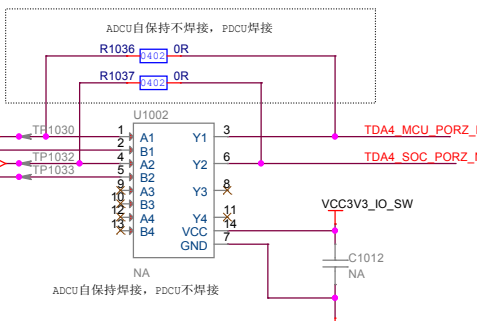 ADCU自保持不焊接，PDCU焊接
R1036 0R
0402
R1037 0R
0402
U1002
TP1030 1 A1 Y1 3 TDA4_MCU_PORZ
2 B1
TP1032 4 A2 Y2 6 TDA4_SOC_PORZ
TP1033 5 B2
9 A3 Y3 8
10 B3
12 A4 Y4 11
13 B4 VCC 14 VCC3V3_IO_SW
GND 7
C1012
NA
NA
ADCU自保持焊接，PDCU不焊接